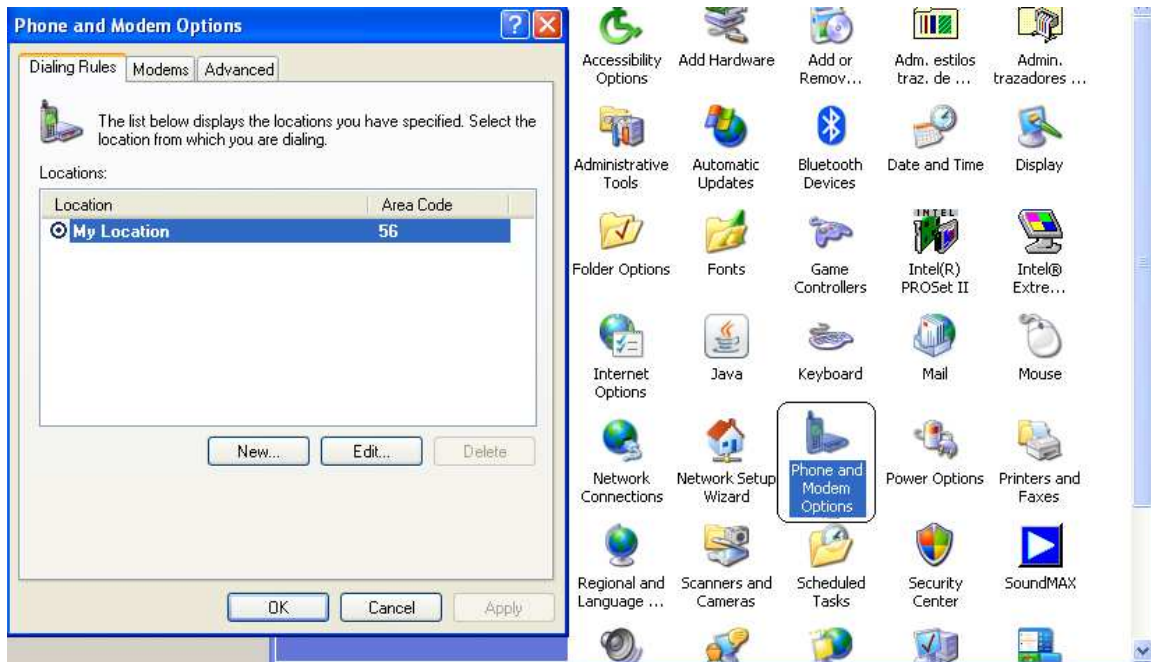 Phone and Modem Options
Dialing Rules Modems Advanced
The list below displays the locations you have specified. Select the
location from which you are dialing.
Locations:
Location Area Code
My Location 56
New... Edit... Delete
OK Cancel Apply
Accessibility
Options
Add Hardware
Add or
Remov...
Adm. estilos
traz. de ...
Admin.
trazadores ...
Administrative
Tools
Automatic
Updates
Bluetooth
Devices
Date and Time
Display
Folder Options
Fonts
Game
Controllers
INTEL
Intel(R)
PROSet II
Intel®
Extre...
Internet
Options
Java
Keyboard
Mail
Mouse
Network
Connections
Network Setup
Wizard
Phone and
Modem
Options
Power Options
Printers and
Faxes
Regional and
Language ...
Scanners and
Cameras
Scheduled
Tasks
Security
Center
SoundMAX